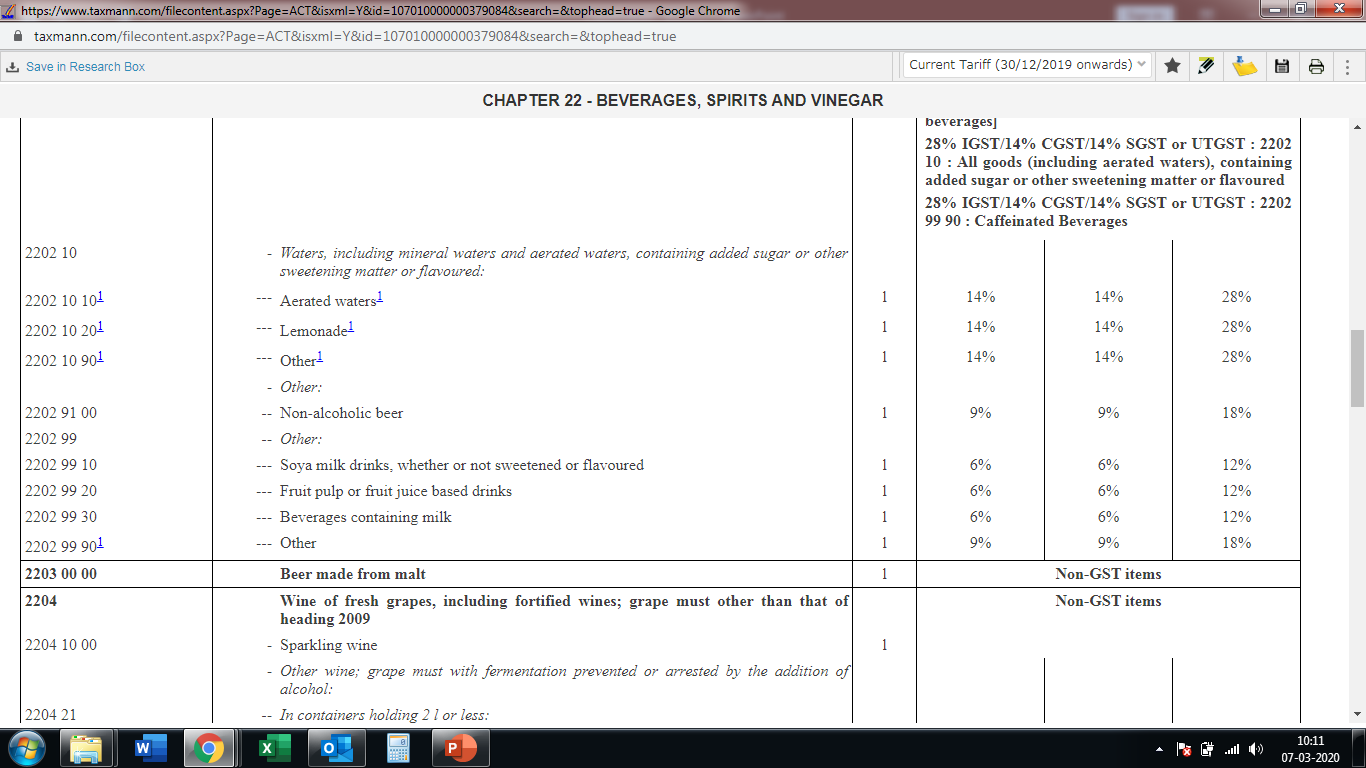 https://www.taxmann.com/filecontent.aspx?Page=ACT&isxml=Y&id=107010000000379084&search=&tophead=true - Google Chrome
taxmann.com/filecontent.aspx?Page=ACT&isxml=Y&id=107010000000379084&search=&tophead=true
Save in Research Box
Current Tariff (30/12/2019 onwards)
CHAPTER 22 - BEVERAGES, SPIRITS AND VINEGAR
beverages]
28% IGST/14% CGST/14% SGST or UTGST : 2202
10 : All goods (including aerated waters), containing
added sugar or other sweetening matter or flavoured
28% IGST/14% CGST/14% SGST or UTGST : 2202
99 90 : Caffeinated Beverages
2202 10 - Waters, including mineral waters and aerated waters, containing added sugar or other
sweetening matter or flavoured:
2202 10 10¹ --- Aerated waters¹ 1 14% 14% 28%
2202 10 20¹ --- Lemonade¹ 1 14% 14% 28%
2202 10 90¹ --- Other¹ 1 14% 14% 28%
- Other:
2202 91 00 -- Non-alcoholic beer 1 9% 9% 18%
2202 99 -- Other:
2202 99 10 --- Soya milk drinks, whether or not sweetened or flavoured 1 6% 6% 12%
2202 99 20 --- Fruit pulp or fruit juice based drinks 1 6% 6% 12%
2202 99 30 --- Beverages containing milk 1 6% 6% 12%
2202 99 90¹ --- Other 1 9% 9% 18%
2203 00 00 Beer made from malt 1 Non-GST items
2204 Wine of fresh grapes, including fortified wines; grape must other than that of Non-GST items
heading 2009
2204 10 00 - Sparkling wine 1
- Other wine; grape must with fermentation prevented or arrested by the addition of
alcohol:
2204 21 -- In containers holding 2 l or less:
10:11
07-03-2020